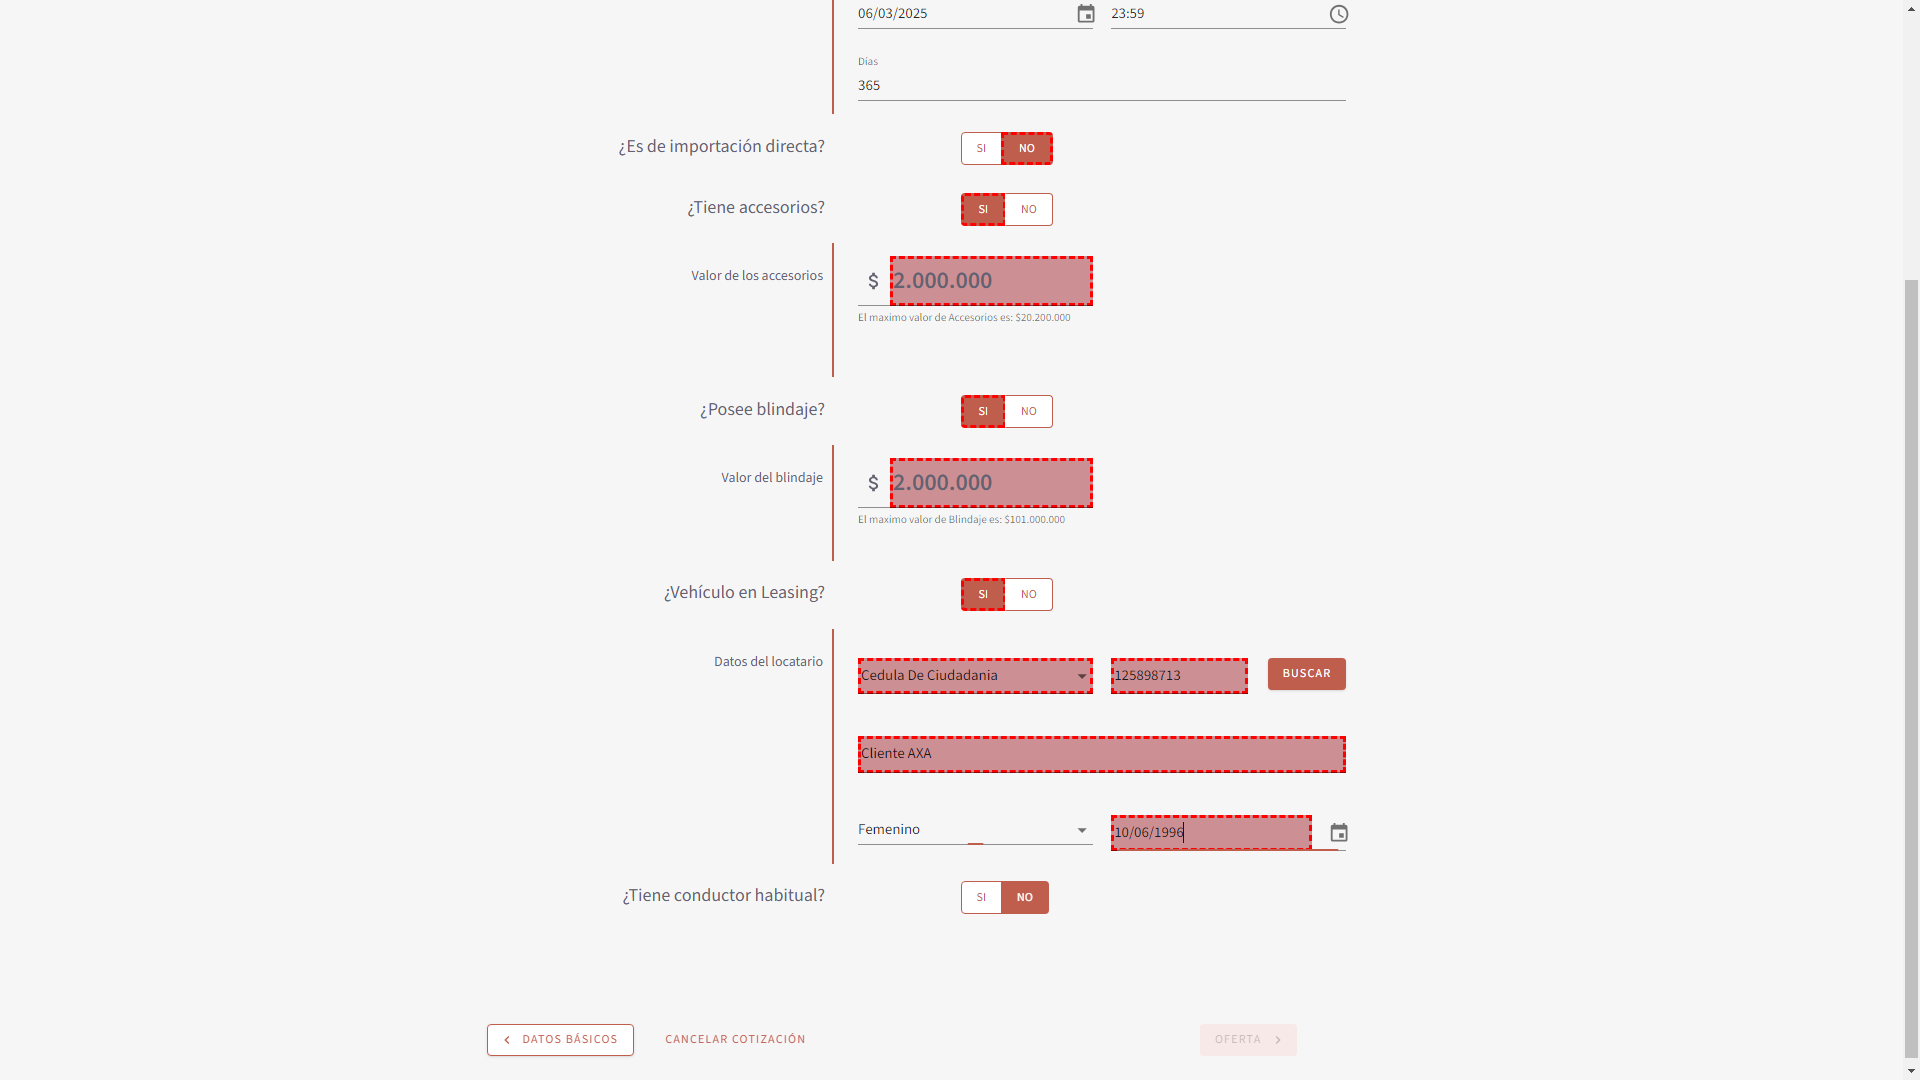 06/03/2025 23:59
Días
365
¿Es de importación directa? SI NO
¿Tiene accesorios? SI NO
Valor de los accesorios $ 2.000.000
El maximo valor de Accesorios es: $20.200.000
¿Posee blindaje? SI NO
Valor del blindaje $ 2.000.000
El maximo valor de Blindaje es: $101.000.000
¿Vehículo en Leasing? SI NO
Datos del locatario Cedula De Ciudadania 125898713 BUSCAR
Cliente AXA
Femenino 10/06/1996
¿Tiene conductor habitual? SI NO
DATOS BÁSICOS CANCELAR COTIZACIÓN OFERTA